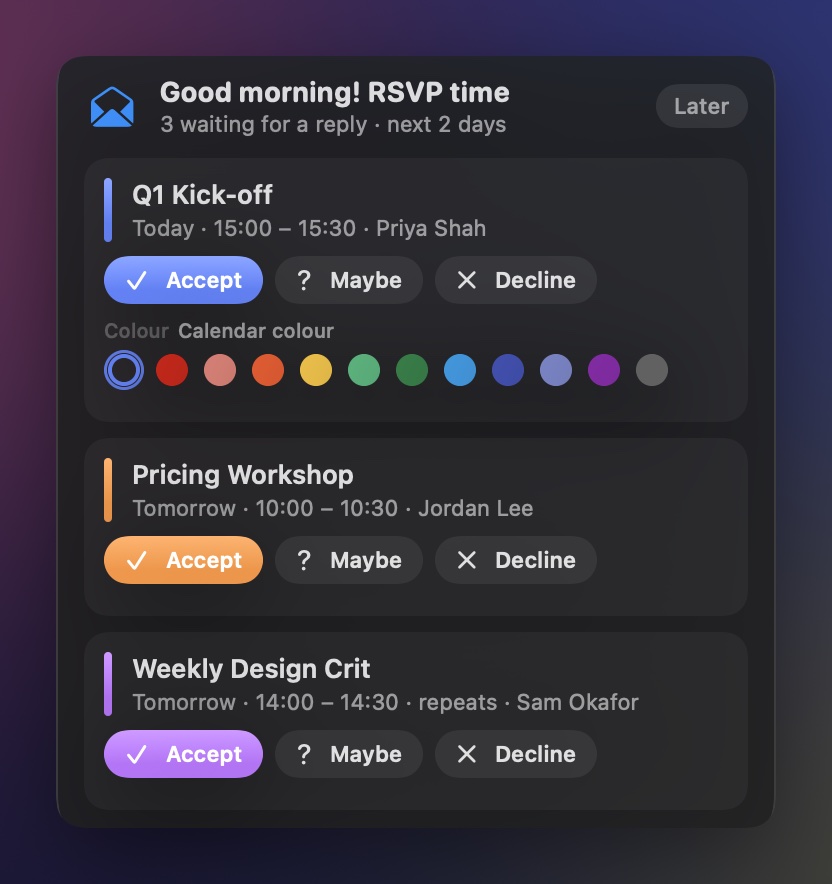 Good morning! RSVP time
3 waiting for a reply · next 2 days
Later
Q1 Kick-off
Today · 15:00 – 15:30 · Priya Shah
✓ Accept ? Maybe ✕ Decline
Colour Calendar colour
Pricing Workshop
Tomorrow · 10:00 – 10:30 · Jordan Lee
✓ Accept ? Maybe ✕ Decline
Weekly Design Crit
Tomorrow · 14:00 – 14:30 · repeats · Sam Okafor
✓ Accept ? Maybe ✕ Decline